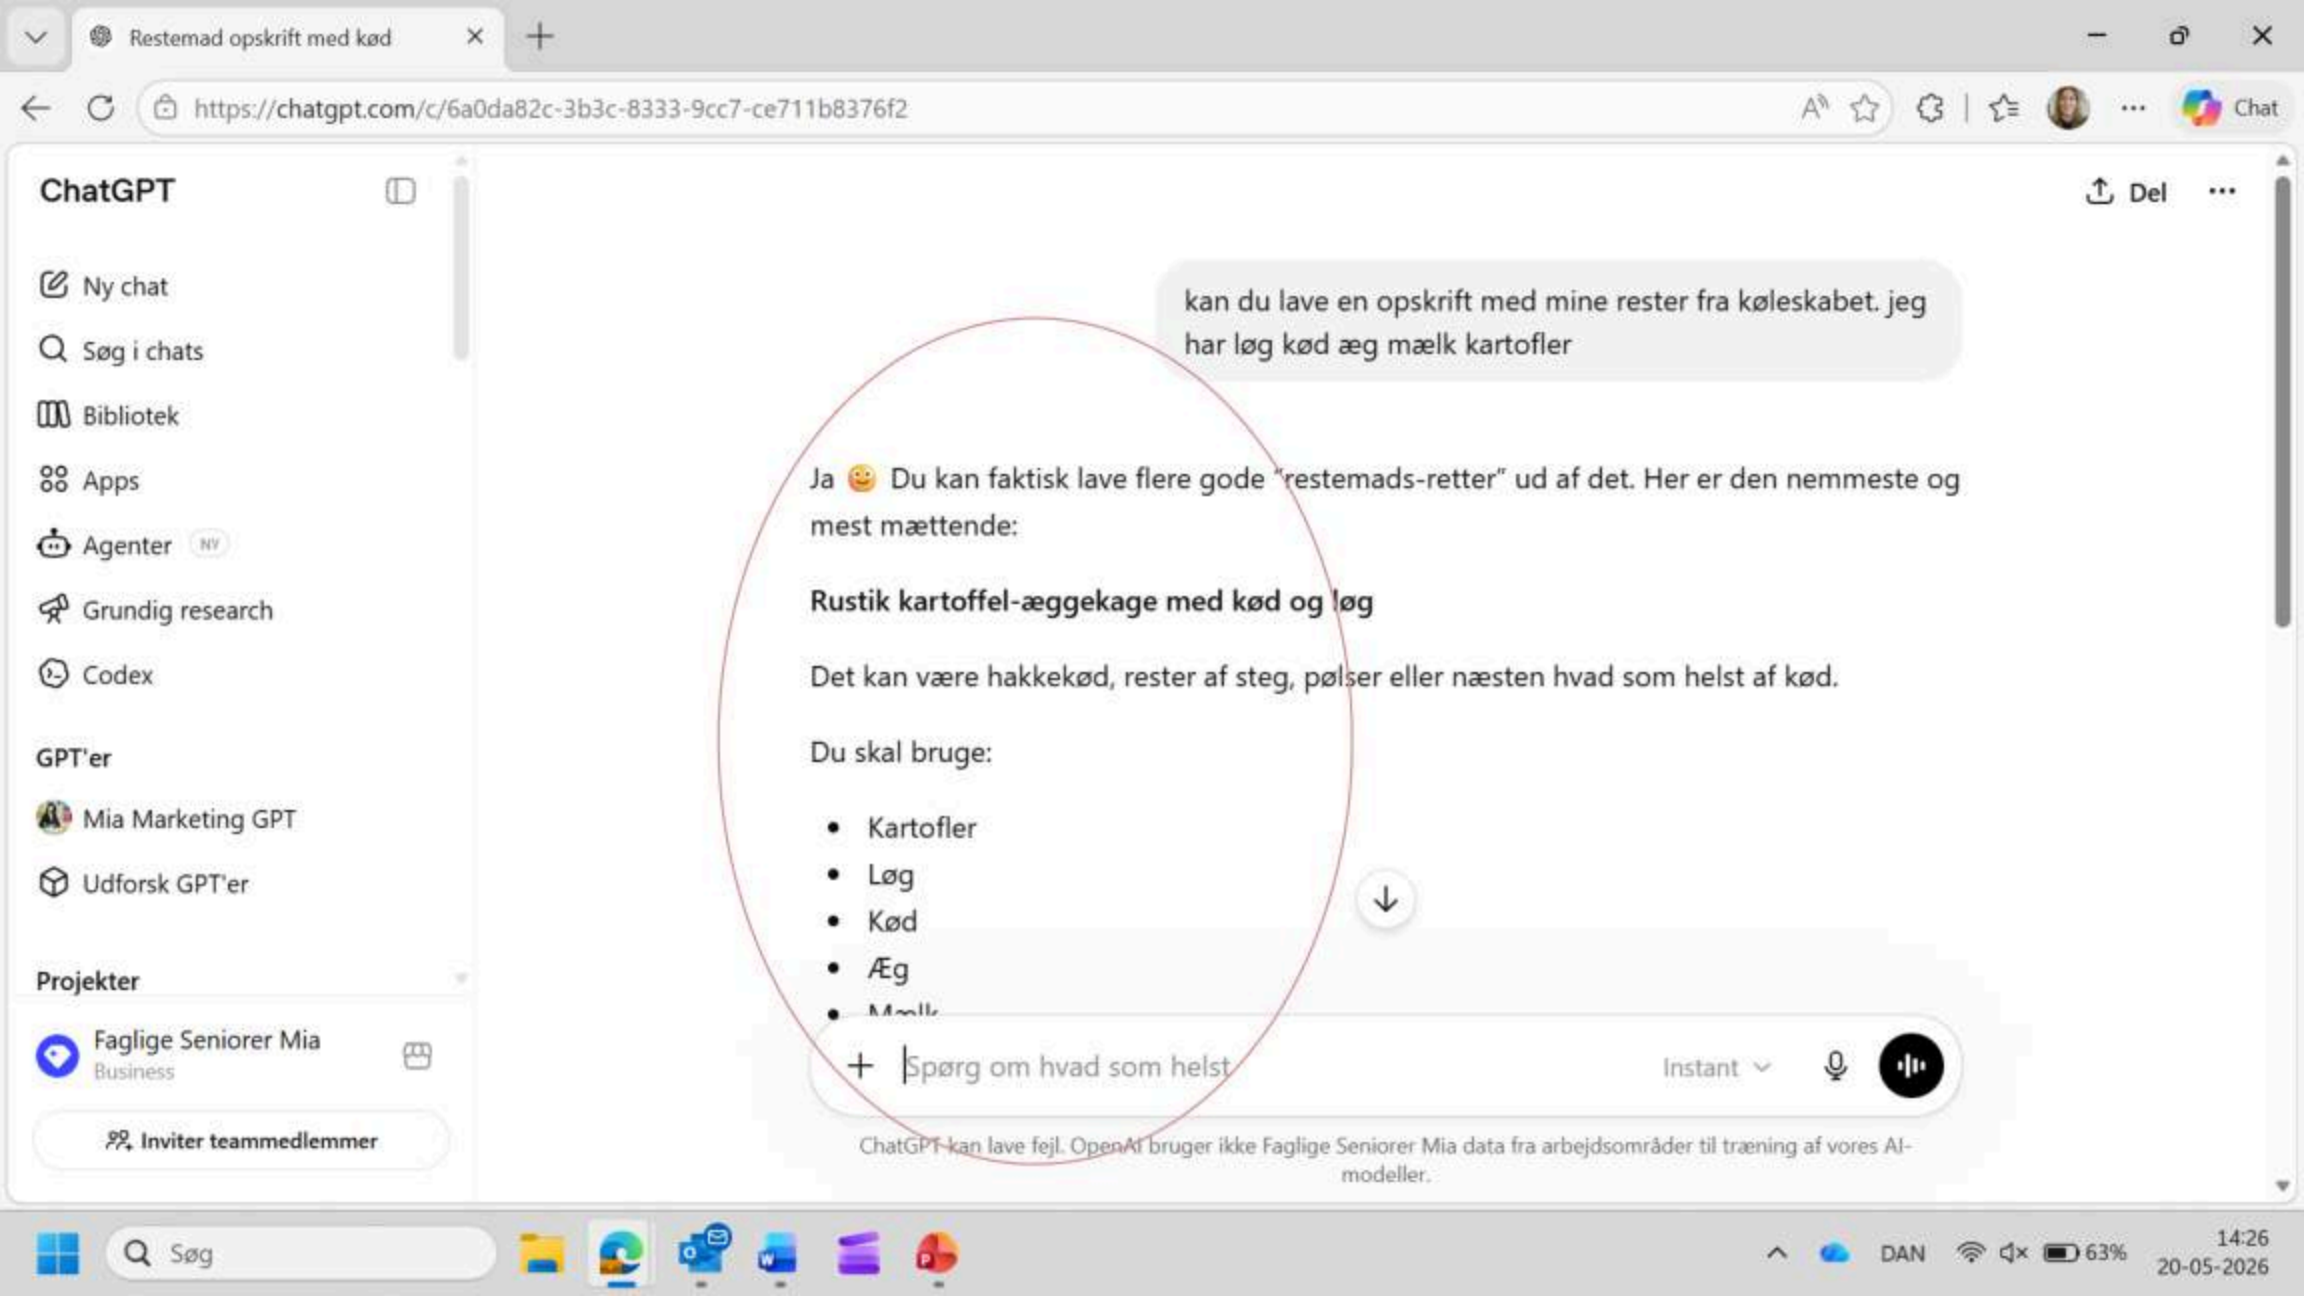 Restemad opskrift med kød
https://chatgpt.com/c/6a0da82c-3b3c-8333-9cc7-ce711b8376f2
Chat
ChatGPT
Ny chat
Søg i chats
Bibliotek
Apps
Agenter NY
Grundig research
Codex
GPT'er
Mia Marketing GPT
Udforsk GPT'er
Projekter
Faglige Seniorer Mia
Business
Inviter teammedlemmer
Del
kan du lave en opskrift med mine rester fra køleskabet. jeg
har løg kød æg mælk kartofler
Ja 🙂 Du kan faktisk lave flere gode “restemads-retter” ud af det. Her er den nemmeste og
mest mættende:
Rustik kartoffel-æggekage med kød og løg
Det kan være hakkekød, rester af steg, pølser eller næsten hvad som helst af kød.
Du skal bruge:
• Kartofler
• Løg
• Kød
• Æg
• Mælk
Spørg om hvad som helst
Instant
ChatGPT kan lave fejl. OpenAI bruger ikke Faglige Seniorer Mia data fra arbejdsområder til træning af vores AI-
modeller.
Søg
DAN
63%
14:26
20-05-2026